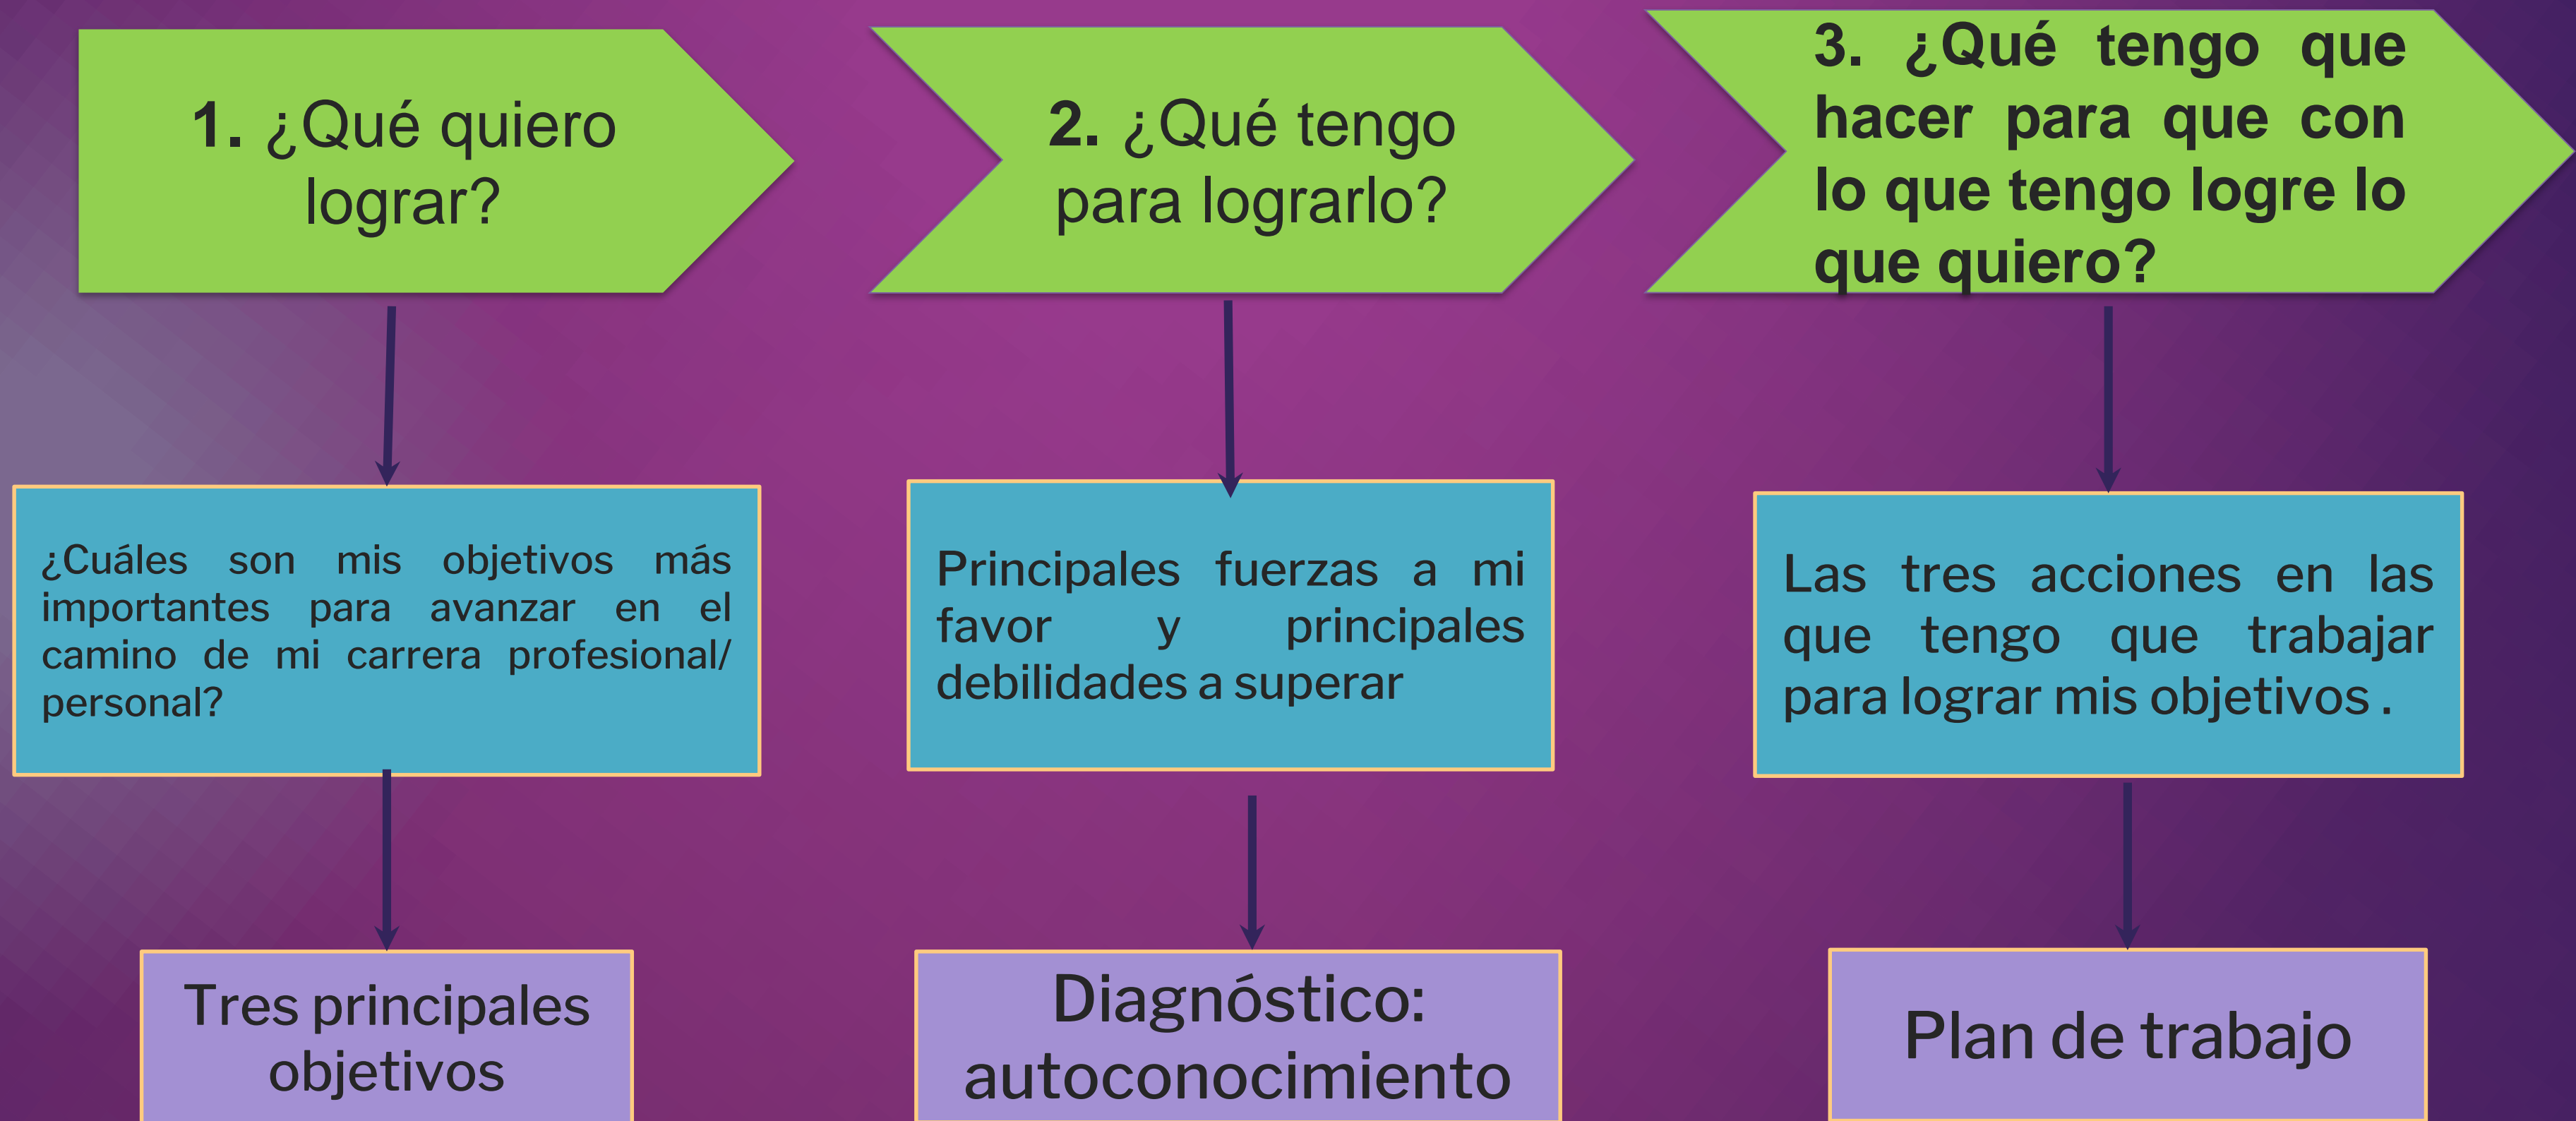 1. ¿Qué quiero
lograr?
2. ¿Qué tengo
para lograrlo?
3. ¿Qué tengo que
hacer para que con
lo que tengo logre lo
que quiero?
¿Cuáles son mis objetivos más
importantes para avanzar en el
camino de mi carrera profesional/
personal?
Principales fuerzas a mi
favor y principales
debilidades a superar
Las tres acciones en las
que tengo que trabajar
para lograr mis objetivos .
Tres principales
objetivos
Diagnóstico:
autoconocimiento
Plan de trabajo